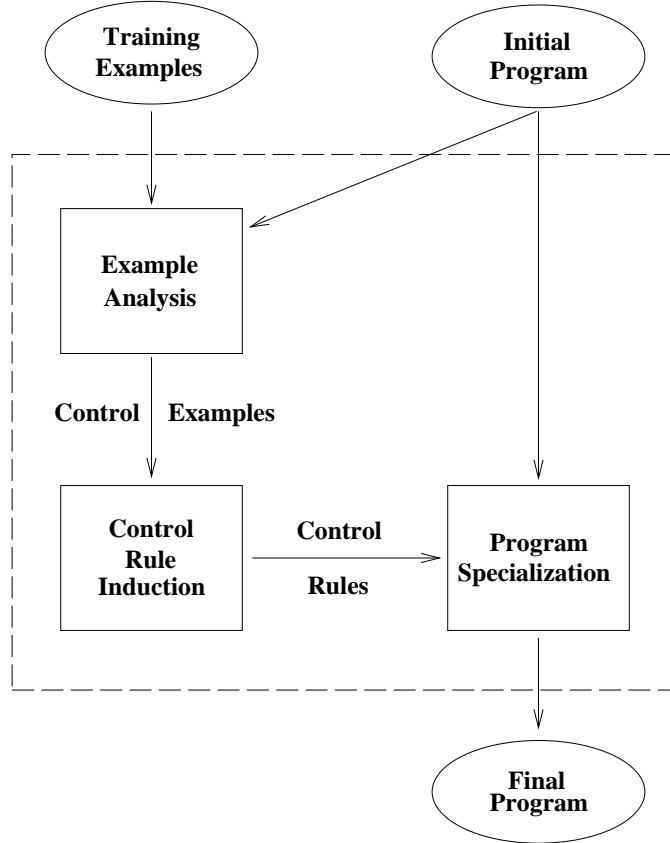 Training
Examples
Initial
Program
Example
Analysis
Control Examples
Control
Rule
Induction
Control
Rules
Program
Specialization
Final
Program